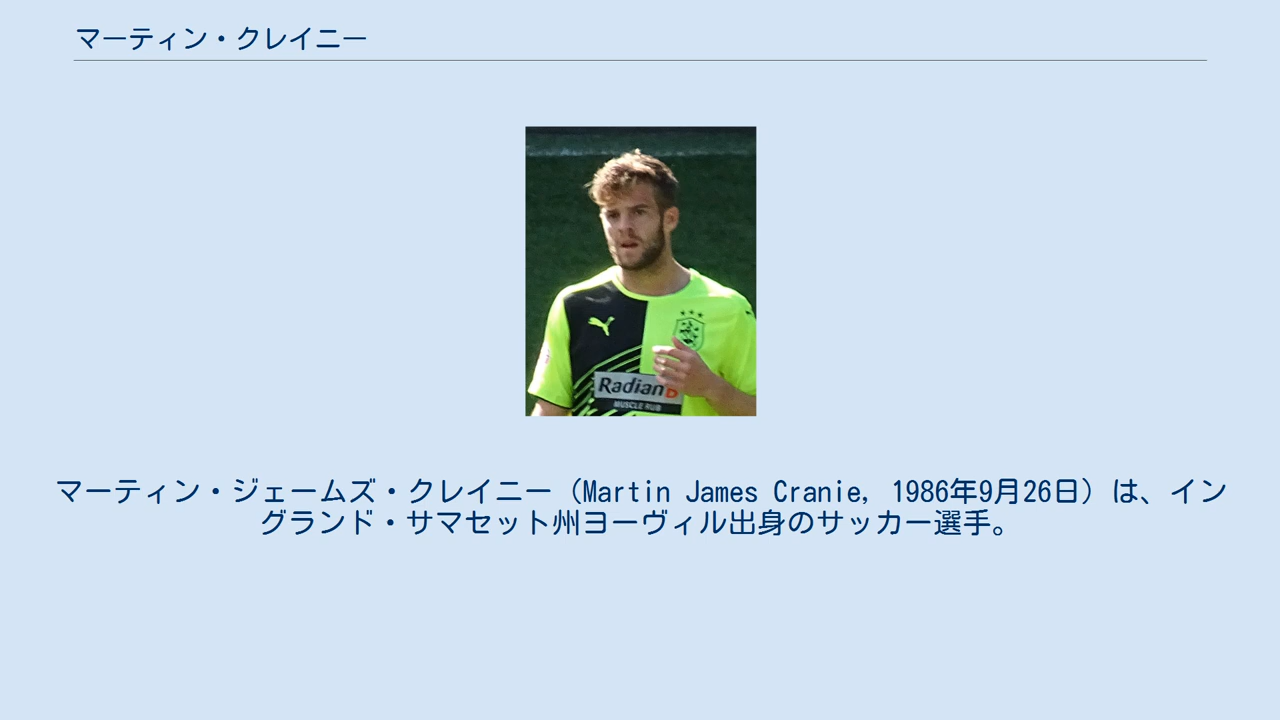 マーティン・クレイニー
Radian B
MUSCLE RUB
マーティン・ジェームズ・クレイニー（Martin James Cranie, 1986年9月26日）は、イン
グランド・サマセット州ヨーヴィル出身のサッカー選手。